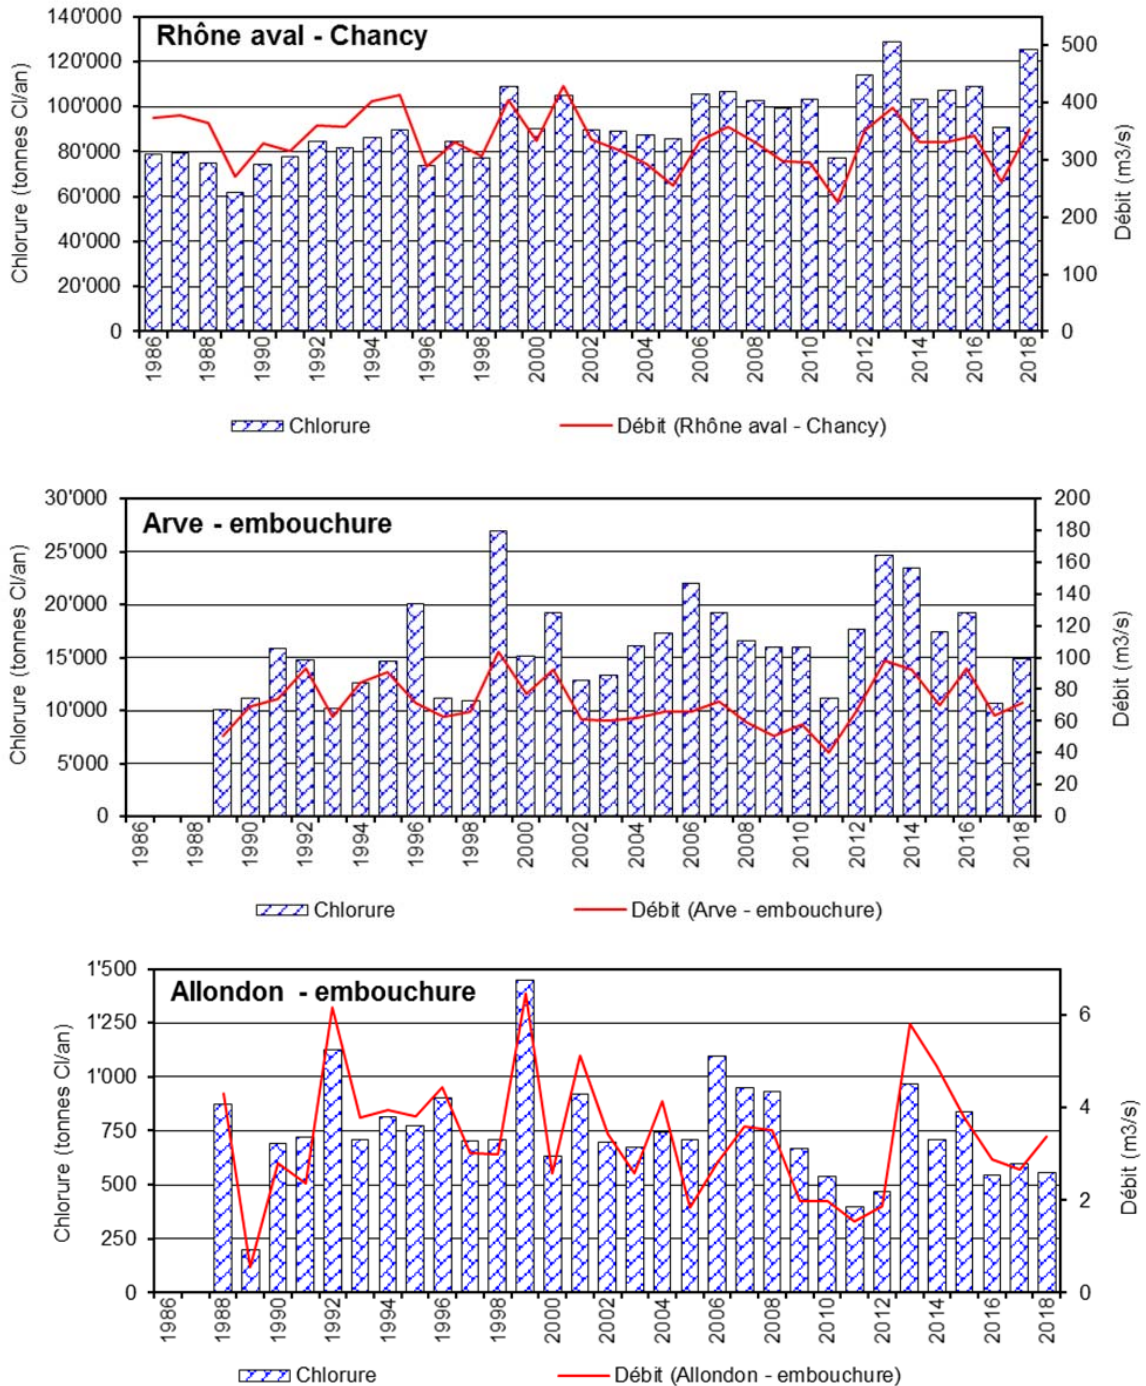 Rhône aval - Chancy
Chlorure (tonnes Cl/an)
140'000
120'000
100'000
80'000
60'000
40'000
20'000
0
500
400
300
200
100
0
Débit (m3/s)
1986 1988 1990 1992 1994 1996 1998 2000 2002 2004 2006 2008 2010 2012 2014 2016 2018
Chlorure Débit (Rhône aval - Chancy)
Arve - embouchure
Chlorure (tonnes Cl/an)
30'000
25'000
20'000
15'000
10'000
5'000
0
200
180
160
140
120
100
80
60
40
20
0
Débit (m3/s)
1986 1988 1990 1992 1994 1996 1998 2000 2002 2004 2006 2008 2010 2012 2014 2016 2018
Chlorure Débit (Arve - embouchure)
Allondon - embouchure
Chlorure (tonnes Cl/an)
1'500
1'250
1'000
750
500
250
0
6
4
2
0
Débit (m3/s)
1986 1988 1990 1992 1994 1996 1998 2000 2002 2004 2006 2008 2010 2012 2014 2016 2018
Chlorure Débit (Allondon - embouchure)